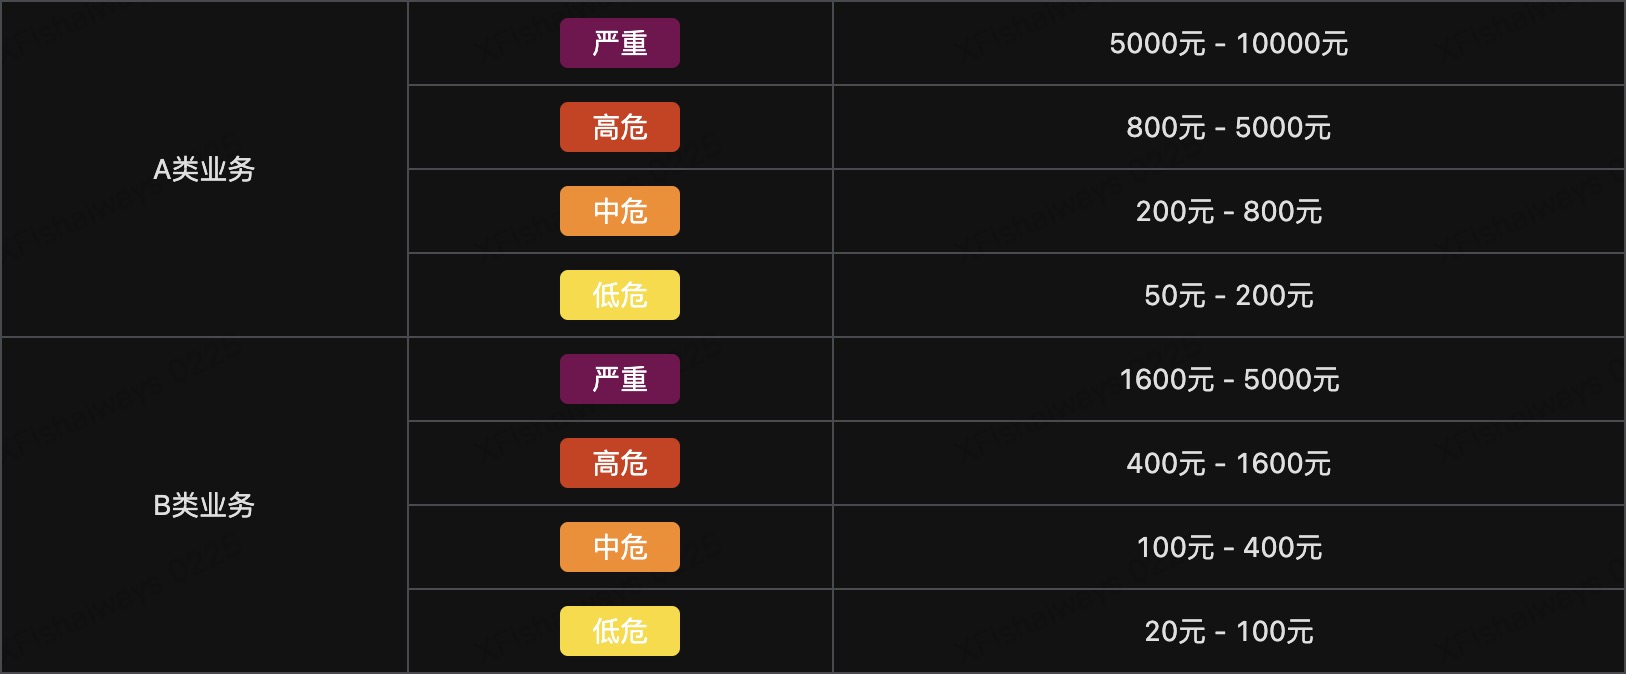 A类业务
严重
5000元 - 10000元
高危
800元 - 5000元
中危
200元 - 800元
低危
50元 - 200元
B类业务
严重
1600元 - 5000元
高危
400元 - 1600元
中危
100元 - 400元
低危
20元 - 100元